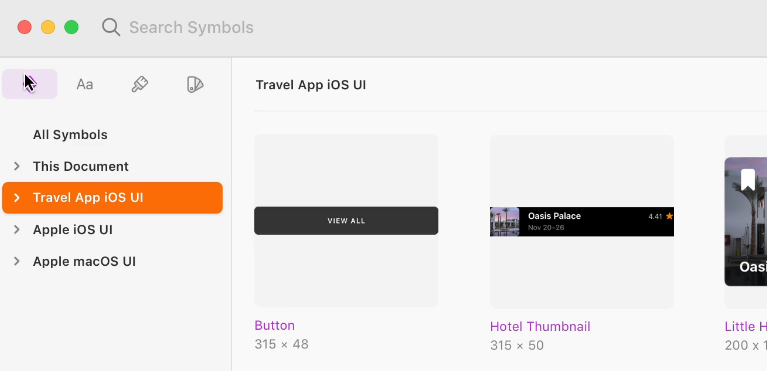 Search Symbols
Aa
All Symbols
This Document
Travel App iOS UI
Apple iOS UI
Apple macOS UI
Travel App iOS UI
VIEW ALL
Button
315 × 48
Oasis Palace
4.41 ★
Nov 20-26
Hotel Thumbnail
315 × 50
Oasi
Little H
200 x 1